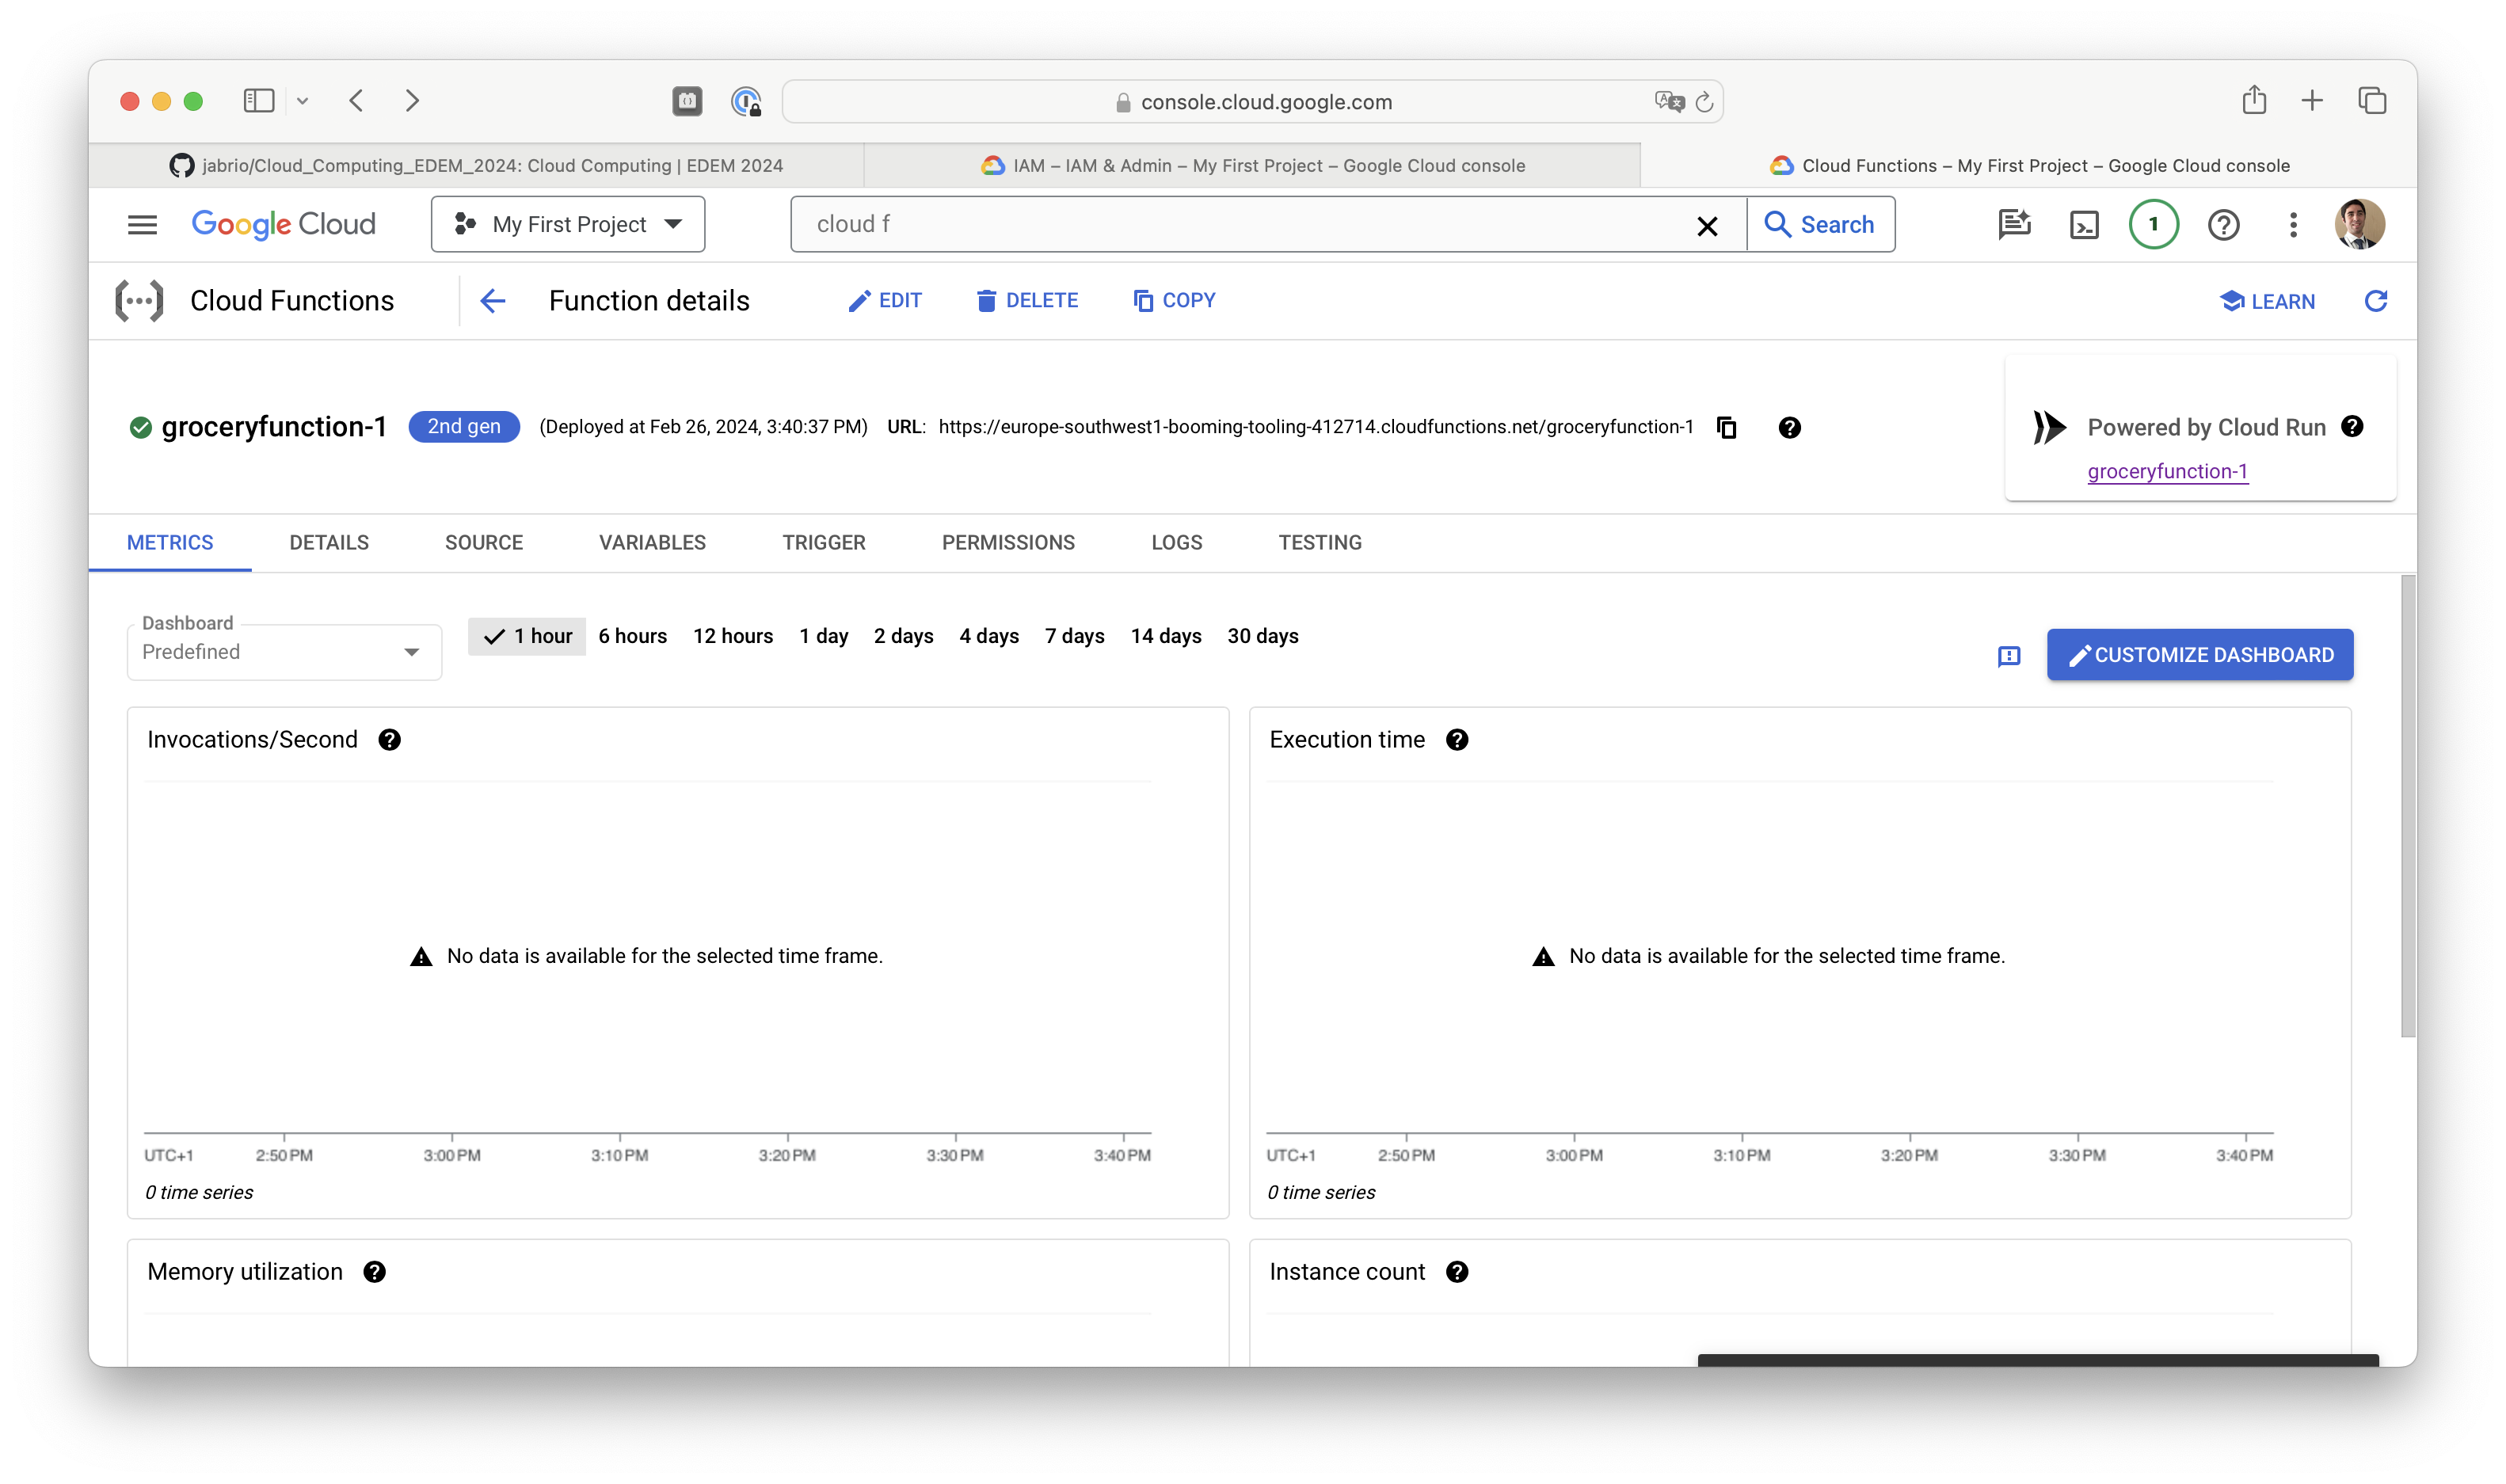 console.cloud.google.com
jabrio/Cloud_Computing_EDEM_2024: Cloud Computing | EDEM 2024
IAM – IAM & Admin – My First Project – Google Cloud console
Cloud Functions – My First Project – Google Cloud console
Google Cloud
My First Project
cloud f
Search
1
Cloud Functions
Function details
EDIT
DELETE
COPY
LEARN
groceryfunction-1
2nd gen
(Deployed at Feb 26, 2024, 3:40:37 PM)
URL: https://europe-southwest1-booming-tooling-412714.cloudfunctions.net/groceryfunction-1
Powered by Cloud Run
groceryfunction-1
METRICS
DETAILS
SOURCE
VARIABLES
TRIGGER
PERMISSIONS
LOGS
TESTING
Dashboard
Predefined
1 hour
6 hours
12 hours
1 day
2 days
4 days
7 days
14 days
30 days
CUSTOMIZE DASHBOARD
Invocations/Second
No data is available for the selected time frame.
UTC+1 2:50 PM 3:00 PM 3:10 PM 3:20 PM 3:30 PM 3:40 PM
0 time series
Execution time
No data is available for the selected time frame.
UTC+1 2:50 PM 3:00 PM 3:10 PM 3:20 PM 3:30 PM 3:40 PM
0 time series
Memory utilization
Instance count